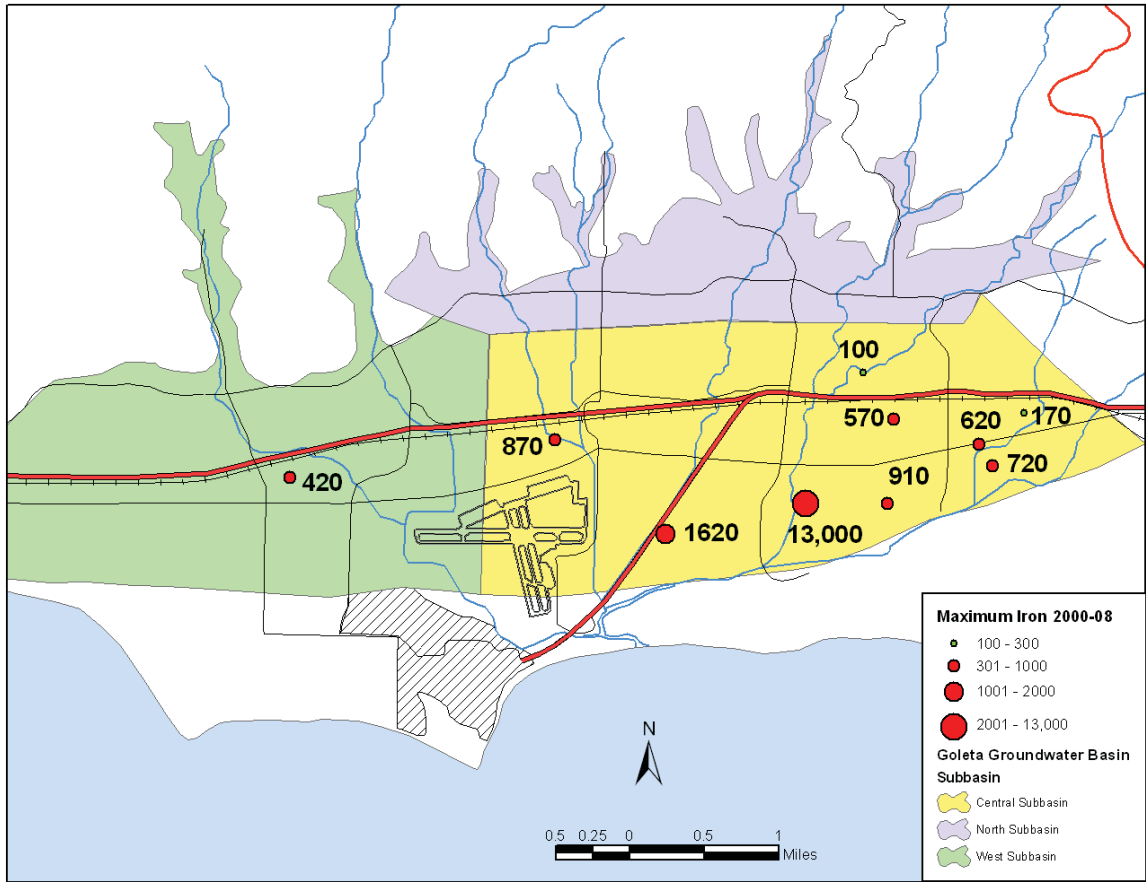 100
570
620
170
870
720
420
910
1620
13,000
Maximum Iron 2000-08
100 - 300
301 - 1000
1001 - 2000
2001 - 13,000
Goleta Groundwater Basin
Subbasin
Central Subbasin
North Subbasin
West Subbasin
N
0.5 0.25 0 0.5 1
Miles